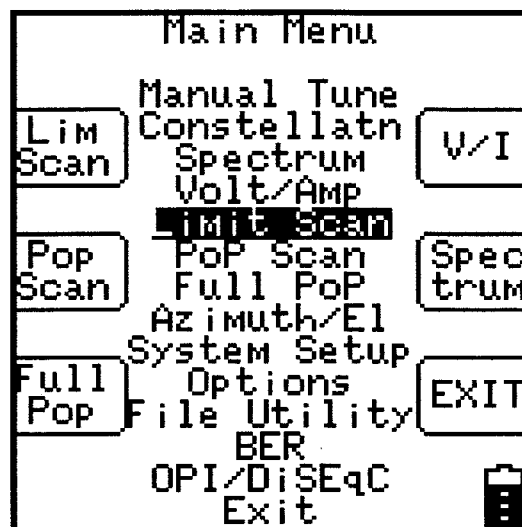 Main Menu
Manual Tune
Constellatn
Spectrum
Volt/Amp
Limit Scan
PoP Scan
Full PoP
Azimuth/El
System Setup
Options
File Utility
BER
OPI/DiSEqC
Exit
Lim
Scan
Pop
Scan
Full
Pop
V/I
Spec
trum
EXIT